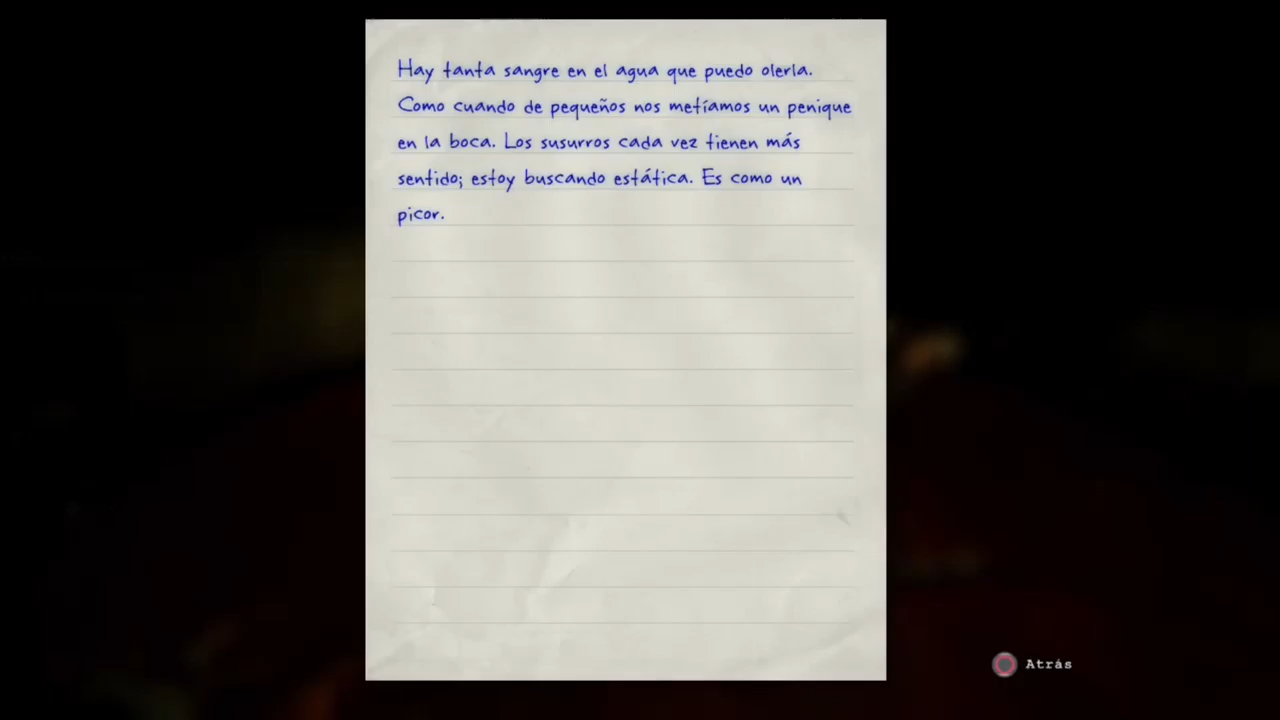 Hay tanta sangre en el agua que puedo olerla.
Como cuando de pequeños nos metíamos un penique
en la boca. Los susurros cada vez tienen más
sentido; estoy buscando estática. Es como un
picor.
Atrás